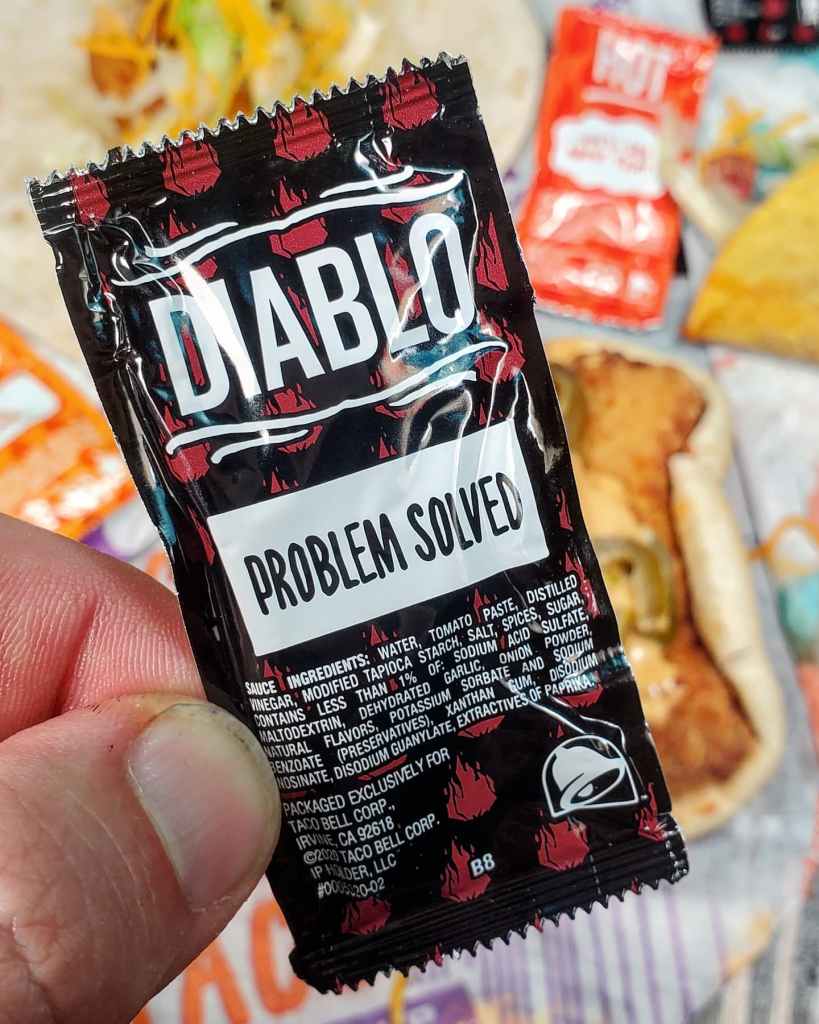 HOT
DIABLO
PROBLEM SOLVED
SAUCE INGREDIENTS: WATER, TOMATO PASTE, DISTILLED
VINEGAR, MODIFIED TAPIOCA STARCH, SALT, SPICES, SUGAR,
CONTAINS LESS THAN 1% OF: SODIUM ACID SULFATE,
MALTODEXTRIN, DEHYDRATED GARLIC, ONION POWDER,
NATURAL FLAVORS, POTASSIUM SORBATE AND SODIUM
BENZOATE (PRESERVATIVES), XANTHAN GUM, DISODIUM
INOSINATE, DISODIUM GUANYLATE, EXTRACTIVES OF PAPRIKA.
PACKAGED EXCLUSIVELY FOR
TACO BELL CORP.,
IRVINE, CA 92618
©2020 TACO BELL CORP.
IP HOLDER, LLC
B8